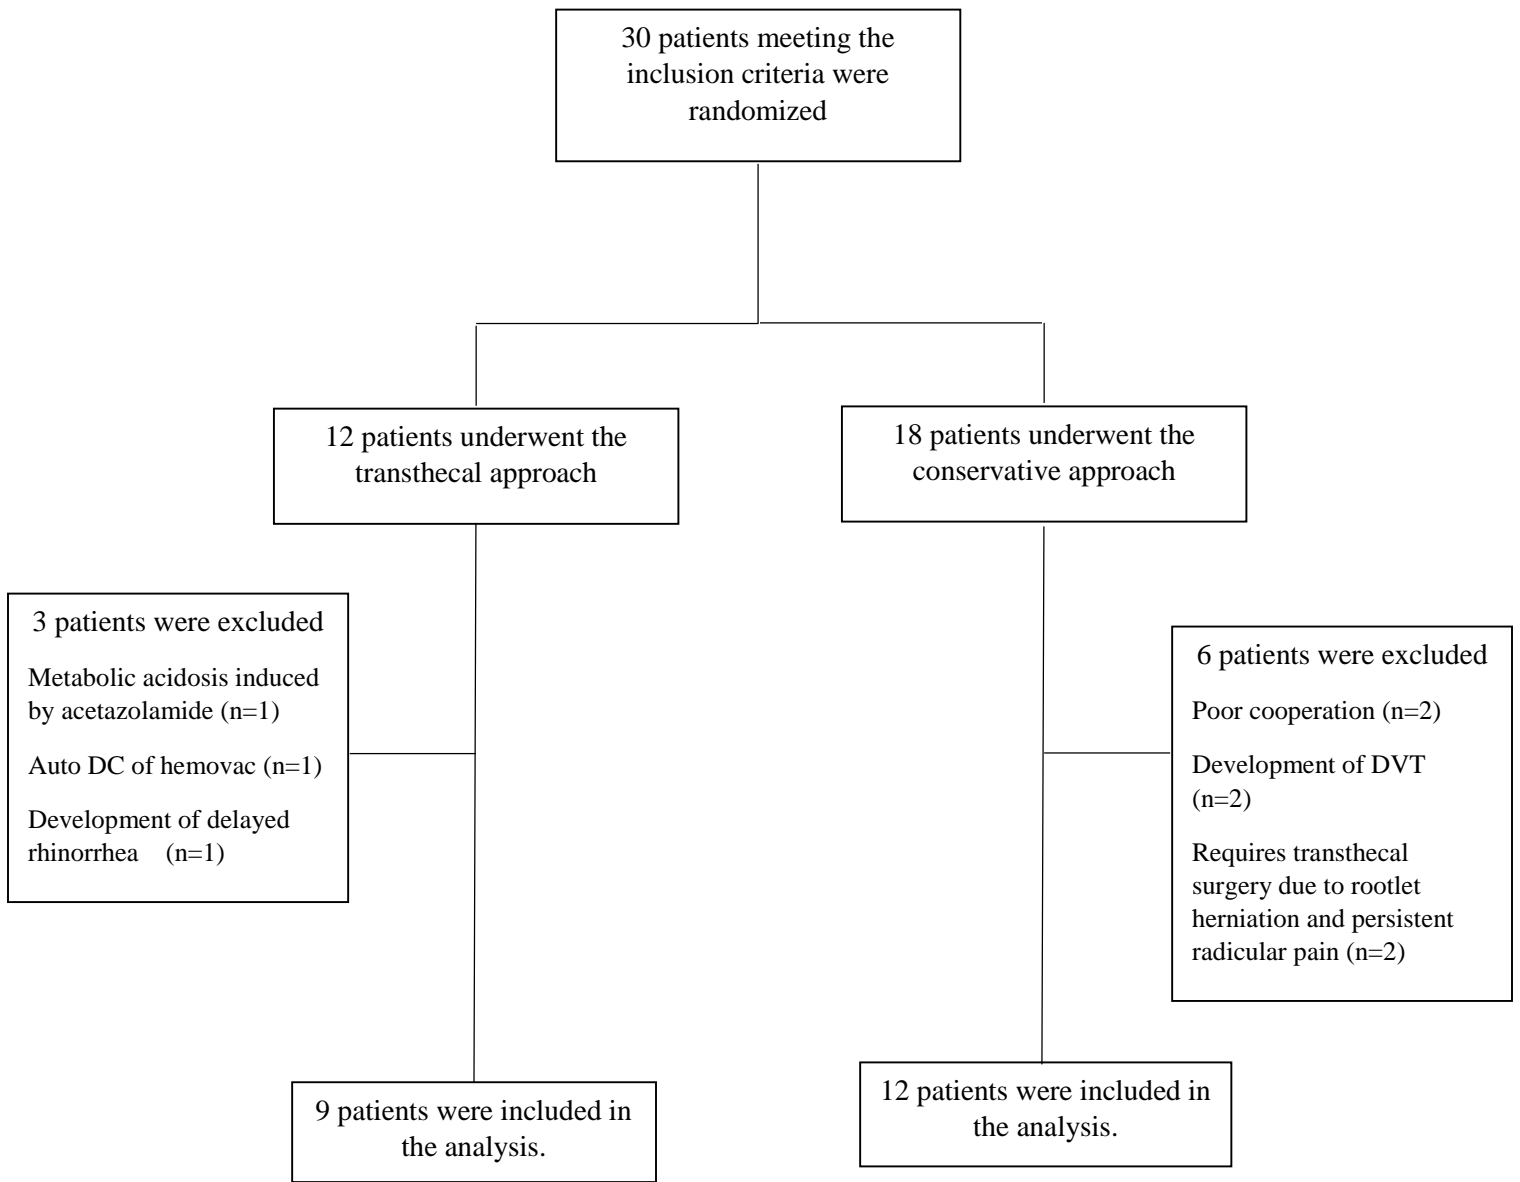 30 patients meeting the
inclusion criteria were
randomized
12 patients underwent the
transthecal approach
18 patients underwent the
conservative approach
3 patients were excluded
Metabolic acidosis induced
by acetazolamide (n=1)
Auto DC of hemovac (n=1)
Development of delayed
rhinorrhea (n=1)
6 patients were excluded
Poor cooperation (n=2)
Development of DVT
(n=2)
Requires transthecal
surgery due to rootlet
herniation and persistent
radicular pain (n=2)
9 patients were included in
the analysis.
12 patients were included in
the analysis.